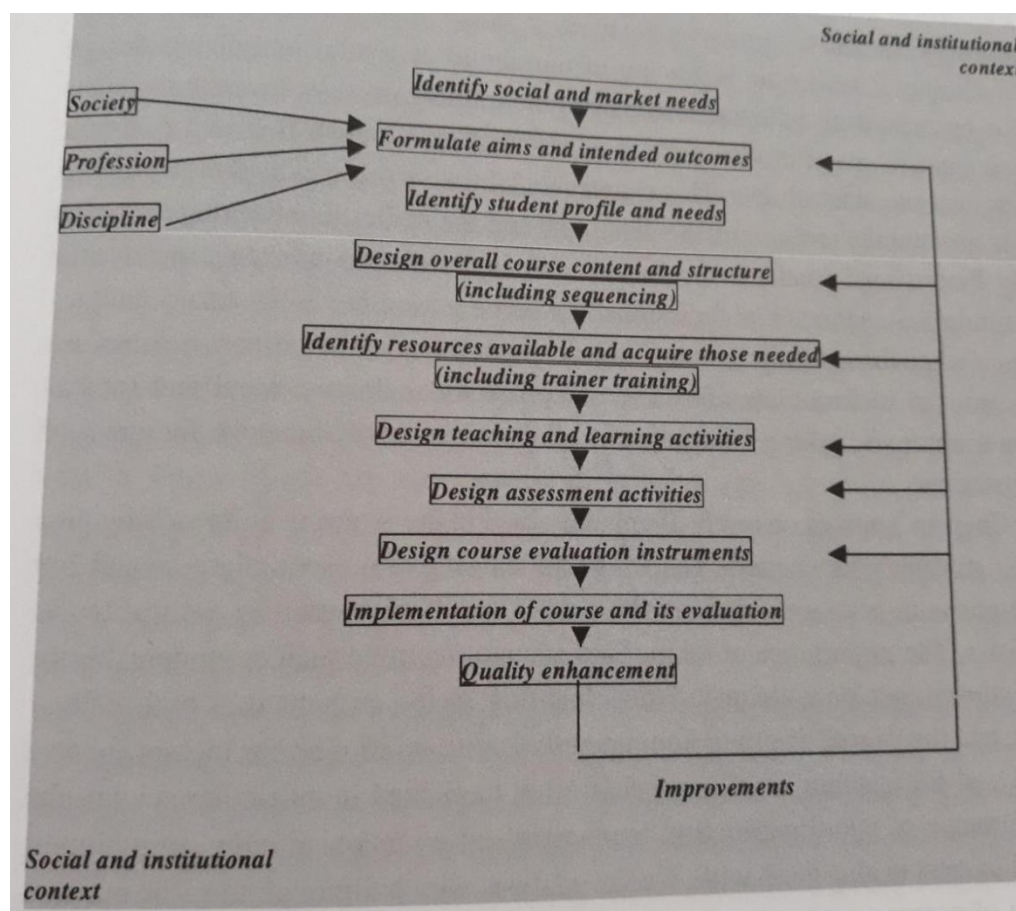 Social and institutional
context
Identify social and market needs
Society
Formulate aims and intended outcomes
Profession
Identify student profile and needs
Discipline
Design overall course content and structure
(including sequencing)
Identify resources available and acquire those needed
(including trainer training)
Design teaching and learning activities
Design assessment activities
Design course evaluation instruments
Implementation of course and its evaluation
Quality enhancement
Improvements
Social and institutional
context